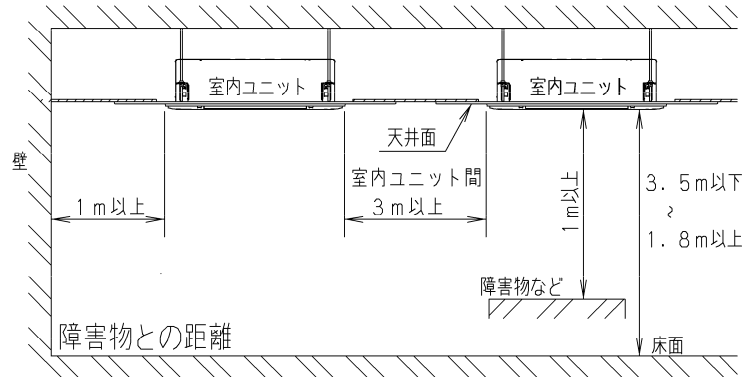 室内ユニット
室内ユニット
天井面
壁
室内ユニット間
1m以上
3m以上
1m以上
3.5m以下
~
1.8m以上
障害物など
障害物との距離
床面